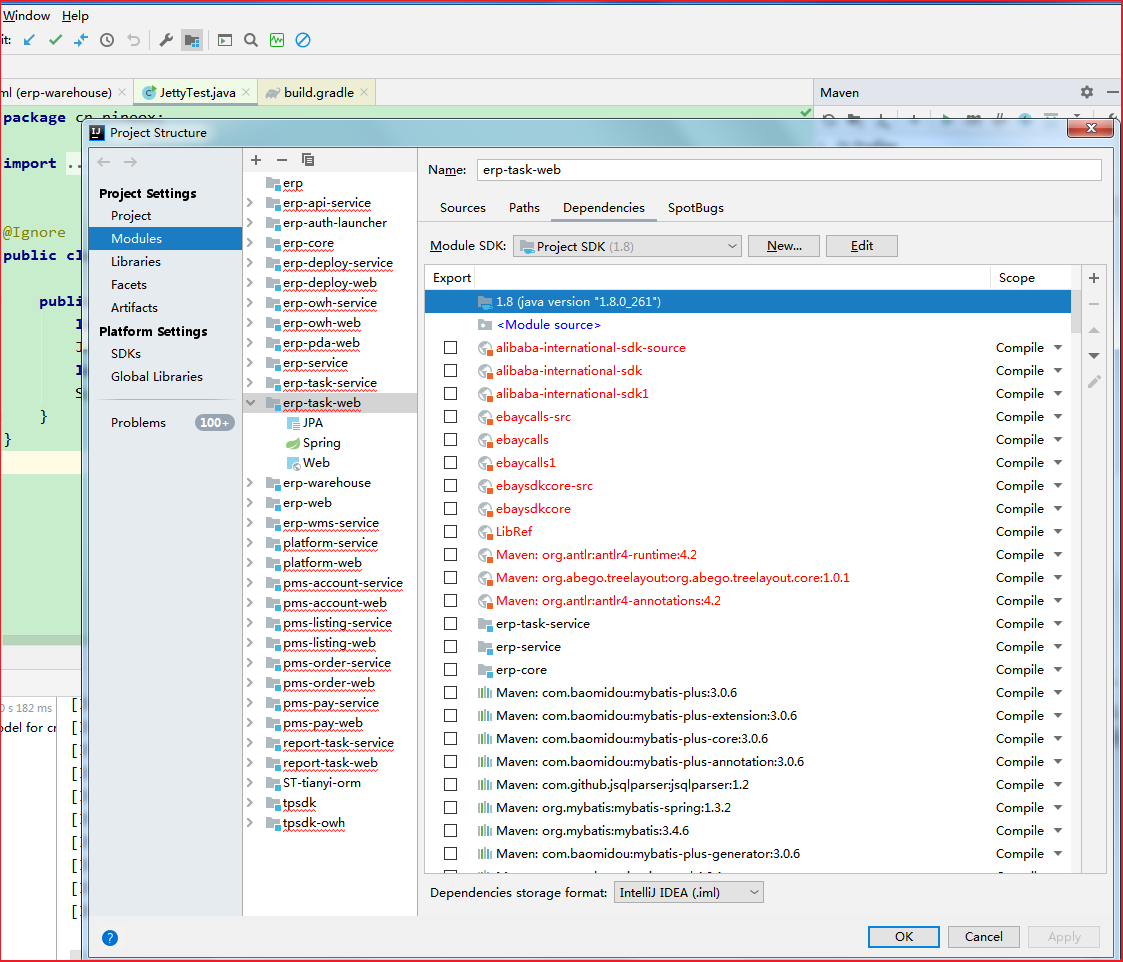 Window Help
it:
ml (erp-warehouse)
JettyTest.java
build.gradle
Maven
package
import ...
@Ignore
public cl
publi
I
J
I
S
}
}
0 s 182 ms
odel for cr
Project Structure
Project Settings
Project
Modules
Libraries
Facets
Artifacts
Platform Settings
SDKs
Global Libraries
Problems 100+
erp
erp-api-service
erp-auth-launcher
erp-core
erp-deploy-service
erp-deploy-web
erp-owh-service
erp-owh-web
erp-pda-web
erp-service
erp-task-service
erp-task-web
JPA
Spring
Web
erp-warehouse
erp-web
erp-wms-service
platform-service
platform-web
pms-account-service
pms-account-web
pms-listing-service
pms-listing-web
pms-order-service
pms-order-web
pms-pay-service
pms-pay-web
report-task-service
report-task-web
ST-tianyi-orm
tpsdk
tpsdk-owh
Name: erp-task-web
Sources Paths Dependencies SpotBugs
Module SDK: Project SDK (1.8) New... Edit
Export Scope
1.8 (java version "1.8.0_261")
<Module source>
alibaba-international-sdk-source Compile
alibaba-international-sdk Compile
alibaba-international-sdk1 Compile
ebaycalls-src Compile
ebaycalls Compile
ebaycalls1 Compile
ebaysdkcore-src Compile
ebaysdkcore Compile
LibRef Compile
Maven: org.antlr:antlr4-runtime:4.2 Compile
Maven: org.abego.treelayout:org.abego.treelayout.core:1.0.1 Compile
Maven: org.antlr:antlr4-annotations:4.2 Compile
erp-task-service Compile
erp-service Compile
erp-core Compile
Maven: com.baomidou:mybatis-plus:3.0.6 Compile
Maven: com.baomidou:mybatis-plus-extension:3.0.6 Compile
Maven: com.baomidou:mybatis-plus-core:3.0.6 Compile
Maven: com.baomidou:mybatis-plus-annotation:3.0.6 Compile
Maven: com.github.jsqlparser:jsqlparser:1.2 Compile
Maven: org.mybatis:mybatis-spring:1.3.2 Compile
Maven: org.mybatis:mybatis:3.4.6 Compile
Maven: com.baomidou:mybatis-plus-generator:3.0.6 Compile
Dependencies storage format: IntelliJ IDEA (.iml)
OK Cancel Apply